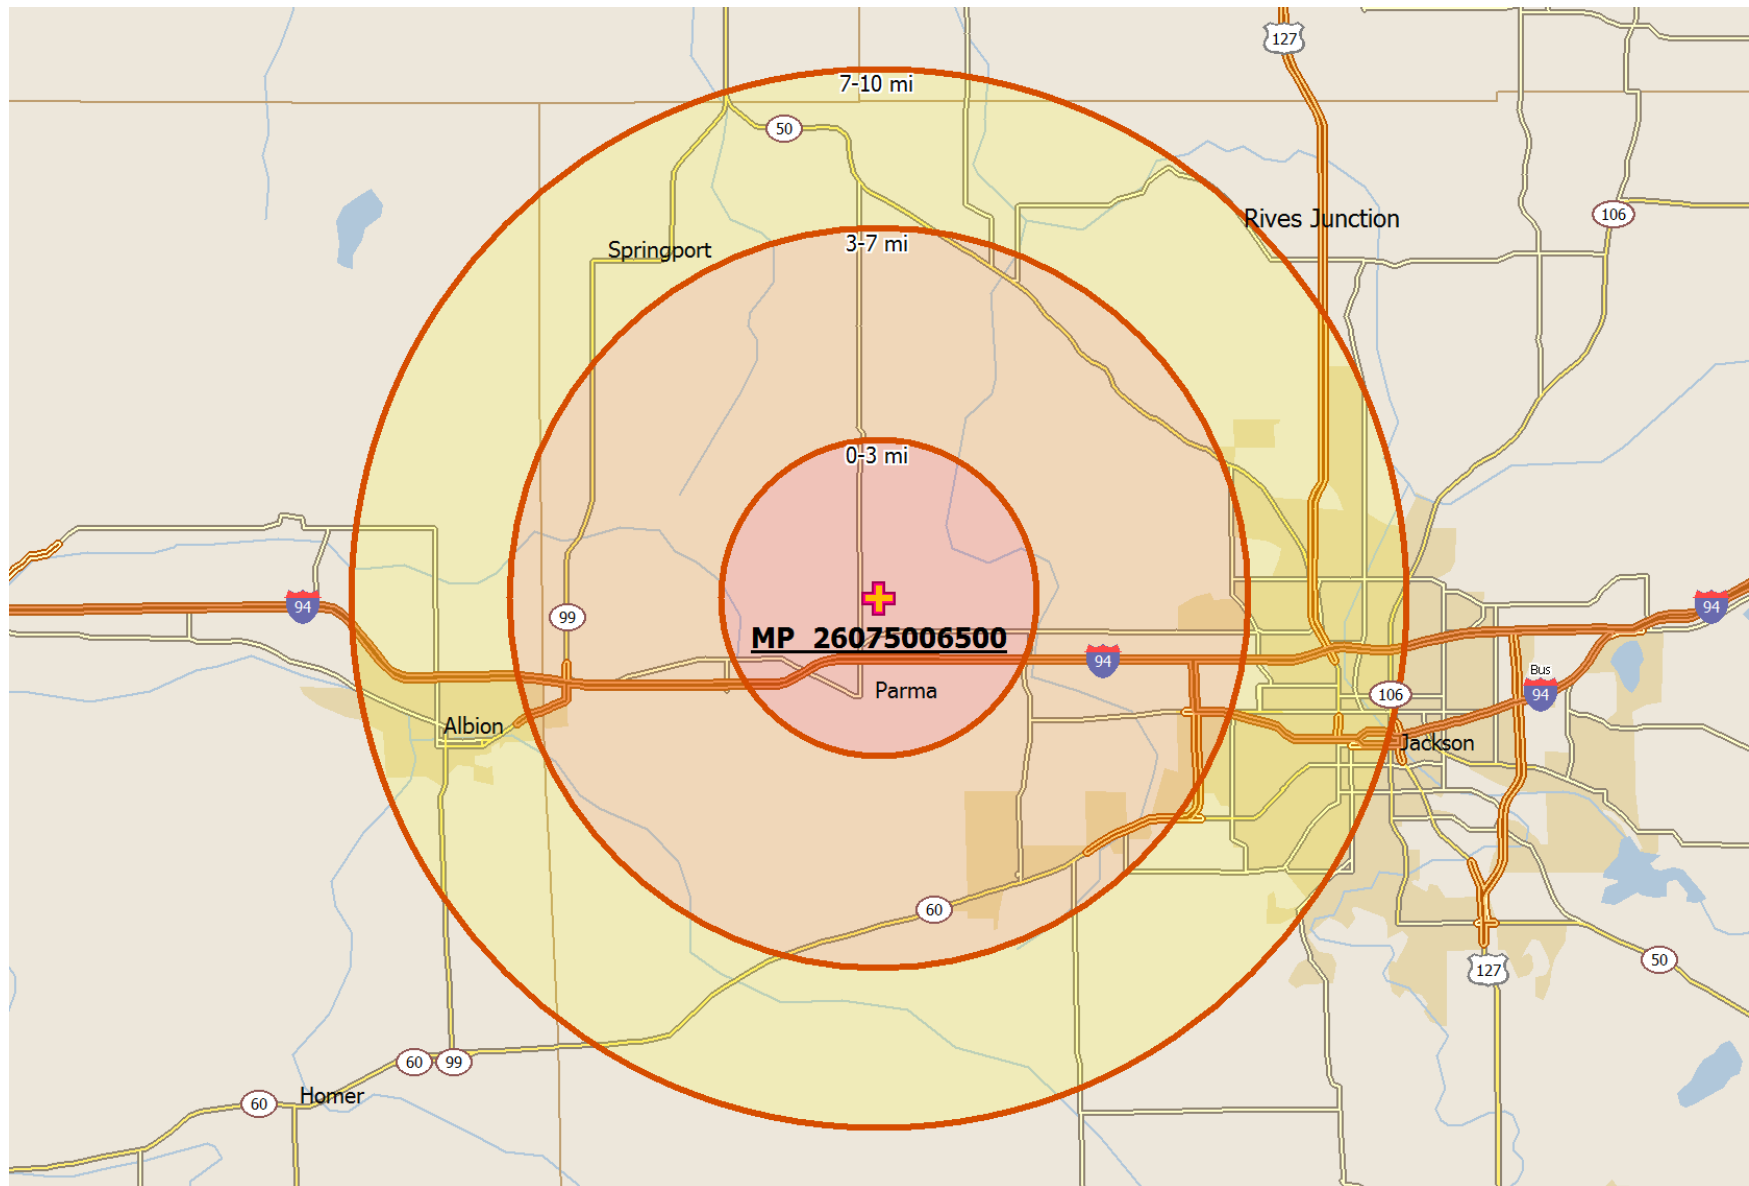 127
7-10 mi
50
106
Rives Junction
3-7 mi
Springport
0-3 mi
94
94
99
MP 26075006500
94
Bus
94
Parma
106
Albion
Jackson
60
50
127
60
99
Homer
60